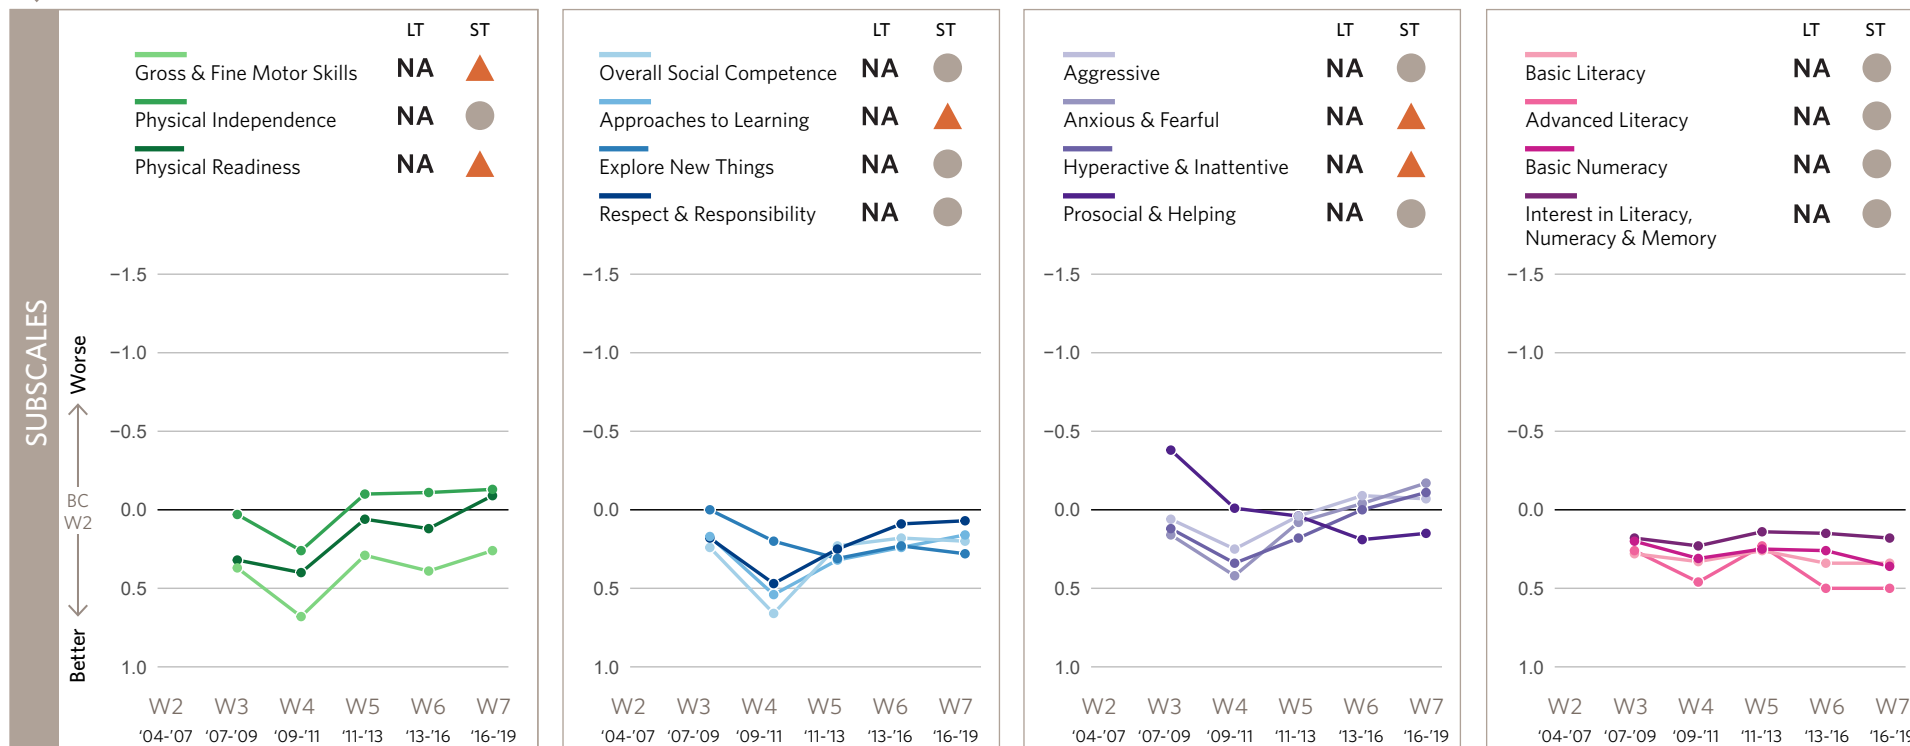 SUBSCALES
Worse
BC
W2
Better
LT ST
Gross & Fine Motor Skills NA
Physical Independence NA
Physical Readiness NA
−1.5
−1.0
−0.5
0.0
0.5
1.0
W2 W3 W4 W5 W6 W7
‘04-’07 ‘07-’09 ‘09-’11 ‘11-’13 ‘13-’16 ‘16-’19
LT ST
Overall Social Competence NA
Approaches to Learning NA
Explore New Things NA
Respect & Responsibility NA
−1.5
−1.0
−0.5
0.0
0.5
1.0
W2 W3 W4 W5 W6 W7
‘04-’07 ‘07-’09 ‘09-’11 ‘11-’13 ‘13-’16 ‘16-’19
LT ST
Aggressive NA
Anxious & Fearful NA
Hyperactive & Inattentive NA
Prosocial & Helping NA
−1.5
−1.0
−0.5
0.0
0.5
1.0
W2 W3 W4 W5 W6 W7
‘04-’07 ‘07-’09 ‘09-’11 ‘11-’13 ‘13-’16 ‘16-’19
LT ST
Basic Literacy NA
Advanced Literacy NA
Basic Numeracy NA
Interest in Literacy, NA
Numeracy & Memory
−1.5
−1.0
−0.5
0.0
0.5
1.0
W2 W3 W4 W5 W6 W7
‘04-’07 ‘07-’09 ‘09-’11 ‘11-’13 ‘13-’16 ‘16-’19